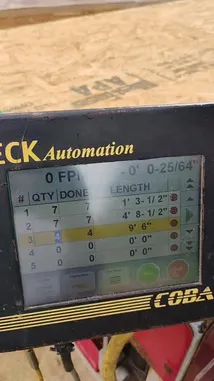 ECK Automation
0 FPM - 0' 0-25/64"
# QTY DONE LENGTH
1 7 7 1' 3- 1/2"
2 7 7 4' 8- 1/2"
3 4 4 9' 6"
4 0 0 0' 0"
5 0 0 0' 0"
COBA